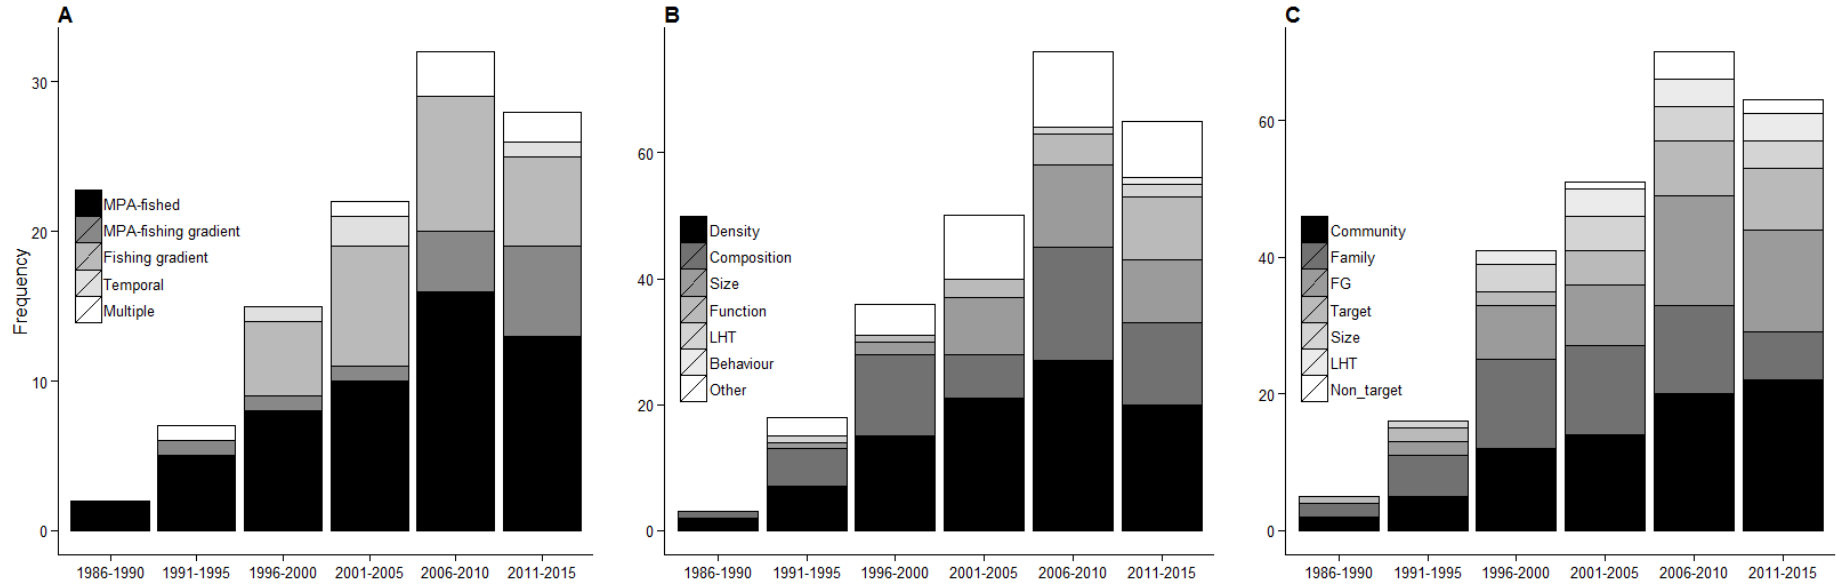 A
Frequency
30
20
10
0
MPA-fished
MPA-fishing gradient
Fishing gradient
Temporal
Multiple
1986-1990 1991-1995 1996-2000 2001-2005 2006-2010 2011-2015
B
60
40
20
0
Density
Composition
Size
Function
LHT
Behaviour
Other
1986-1990 1991-1995 1996-2000 2001-2005 2006-2010 2011-2015
C
60
40
20
0
Community
Family
FG
Target
Size
LHT
Non_target
1986-1990 1991-1995 1996-2000 2001-2005 2006-2010 2011-2015